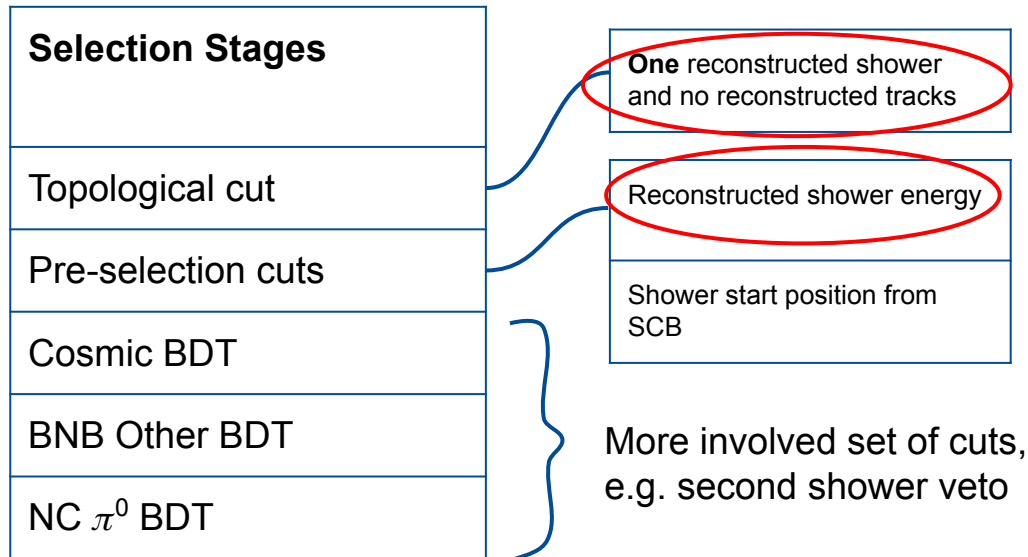 Selection Stages
Topological cut
Pre-selection cuts
Cosmic BDT
BNB Other BDT
NC π⁰ BDT
One reconstructed shower
and no reconstructed tracks
Reconstructed shower energy
Shower start position from
SCB
More involved set of cuts,
e.g. second shower veto